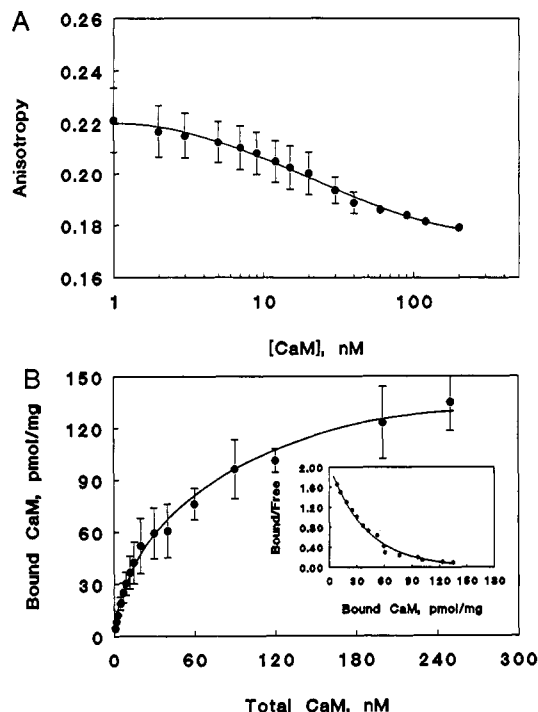 A
0.26
0.24
0.22
0.20
0.18
0.16
Anisotropy
1 10 100
[CaM], nM
B
150
120
90
60
30
0
Bound CaM, pmol/mg
0 60 120 180 240 300
Total CaM, nM
2.00
1.60
1.20
0.80
0.40
0.00
Bound/Free
0 30 60 90 120 150 180
Bound CaM, pmol/mg